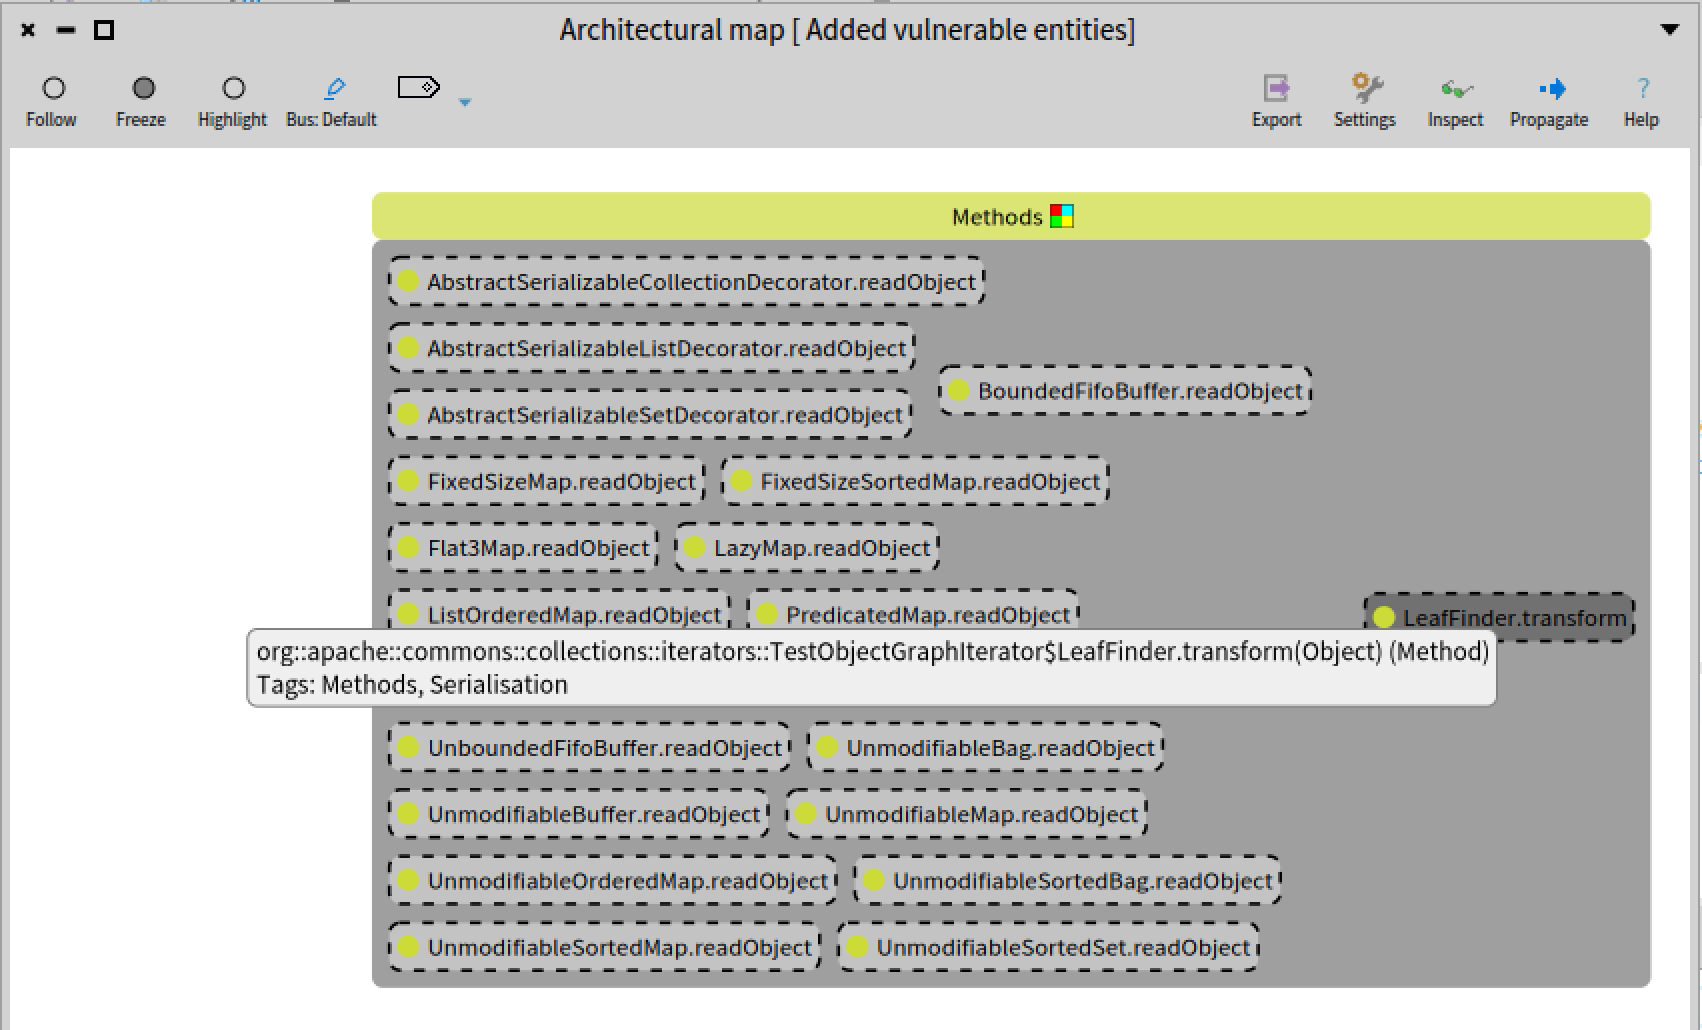 Architectural map [ Added vulnerable entities]
Follow Freeze Highlight Bus: Default Export Settings Inspect Propagate ? Help
Methods
AbstractSerializableCollectionDecorator.readObject
AbstractSerializableListDecorator.readObject
BoundedFifoBuffer.readObject
AbstractSerializableSetDecorator.readObject
FixedSizeMap.readObject FixedSizeSortedMap.readObject
Flat3Map.readObject LazyMap.readObject
ListOrderedMap.readObject PredicatedMap.readObject LeafFinder.transform
org::apache::commons::collections::iterators::TestObjectGraphIterator$LeafFinder.transform(Object) (Method)
Tags: Methods, Serialisation
UnboundedFifoBuffer.readObject UnmodifiableBag.readObject
UnmodifiableBuffer.readObject UnmodifiableMap.readObject
UnmodifiableOrderedMap.readObject UnmodifiableSortedBag.readObject
UnmodifiableSortedMap.readObject UnmodifiableSortedSet.readObject